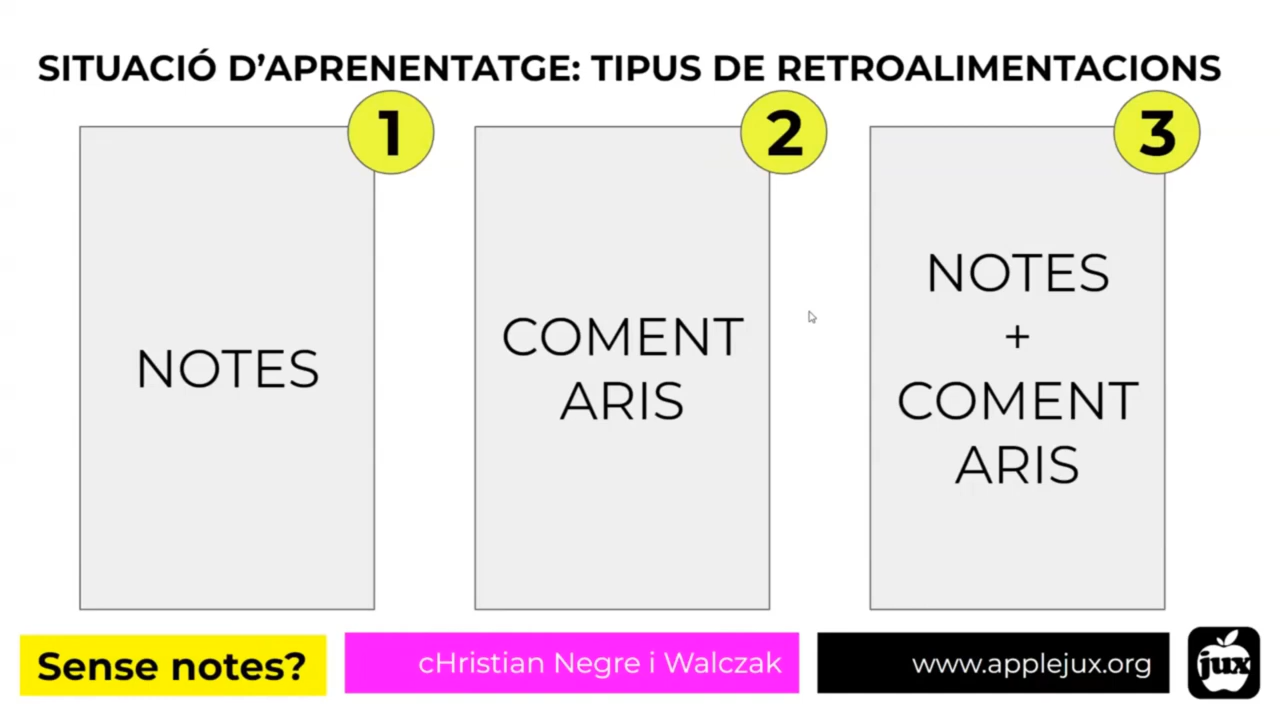 SITUACIÓ D'APRENENTATGE: TIPUS DE RETROALIMENTACIONS
1
NOTES
2
COMENT
ARIS
3
NOTES
+
COMENT
ARIS
Sense notes?
cHristian Negre i Walczak
www.applejux.org
jux